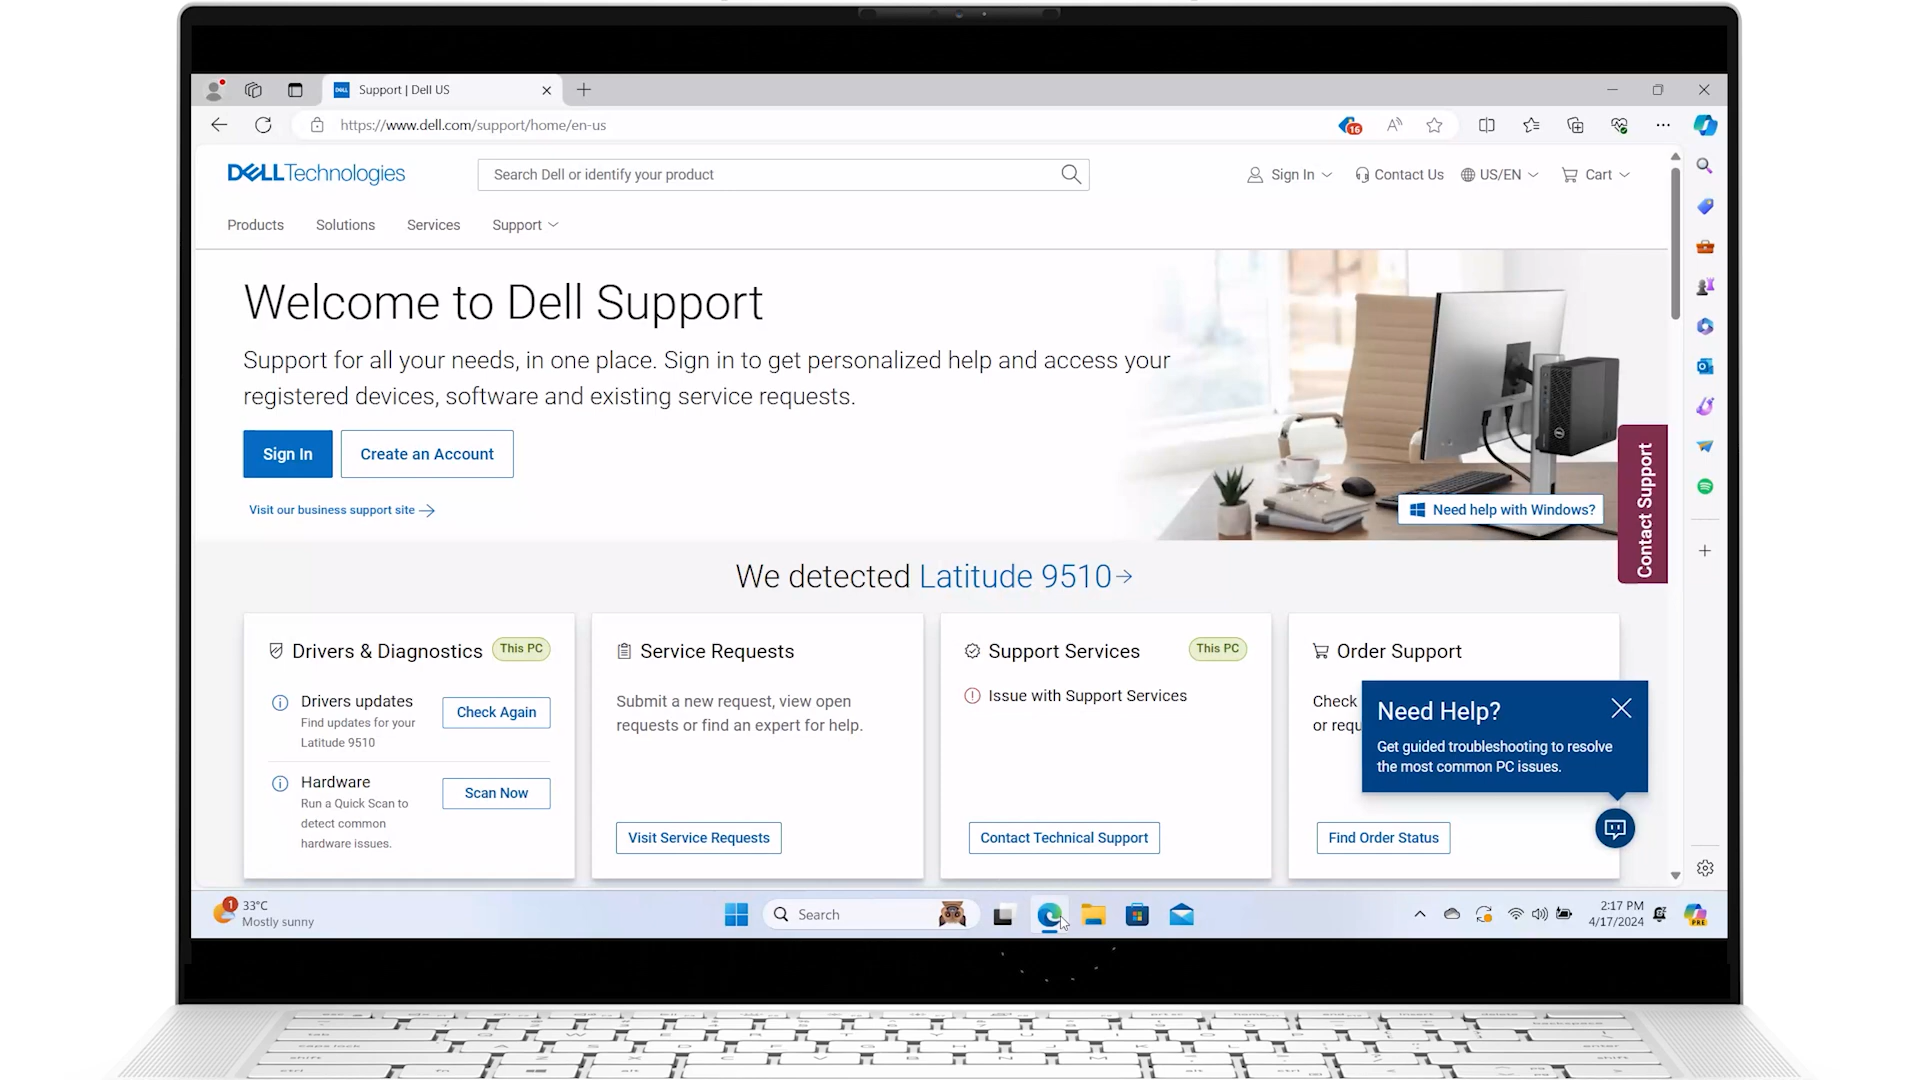 Support | Dell US
https://www.dell.com/support/home/en-us
16
DELLTechnologies
Search Dell or identify your product
Sign In
Contact Us
US/EN
Cart
Products
Solutions
Services
Support
Welcome to Dell Support
Support for all your needs, in one place. Sign in to get personalized help and access your
registered devices, software and existing service requests.
Sign In
Create an Account
Visit our business support site
Need help with Windows?
Contact Support
We detected Latitude 9510
Drivers & Diagnostics
This PC
Drivers updates
Find updates for your
Latitude 9510
Check Again
Hardware
Run a Quick Scan to
detect common
hardware issues.
Scan Now
Service Requests
Submit a new request, view open
requests or find an expert for help.
Visit Service Requests
Support Services
This PC
Issue with Support Services
Contact Technical Support
Order Support
Check
or requ
Find Order Status
Need Help?
Get guided troubleshooting to resolve
the most common PC issues.
1
33°C
Mostly sunny
Search
2:17 PM
4/17/2024
PRE